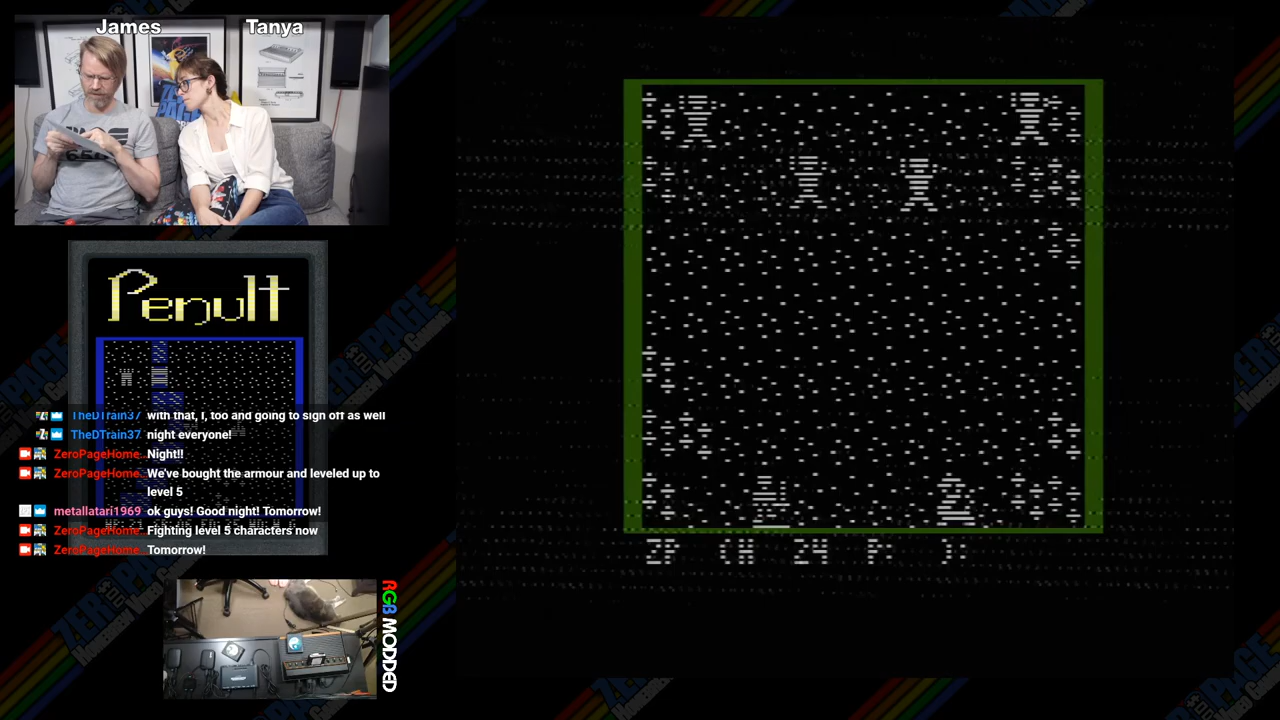 James Tanya
Penult
TheDTrain37 with that, I, too and going to sign off as well
TheDTrain37 night everyone!
ZeroPageHome Night!!
ZeroPageHome We've bought the armour and leveled up to
level 5
metallatari1969 ok guys! Good night! Tomorrow!
ZeroPageHome Fighting level 5 characters now
ZeroPageHome Tomorrow!
24
RGB MODDED